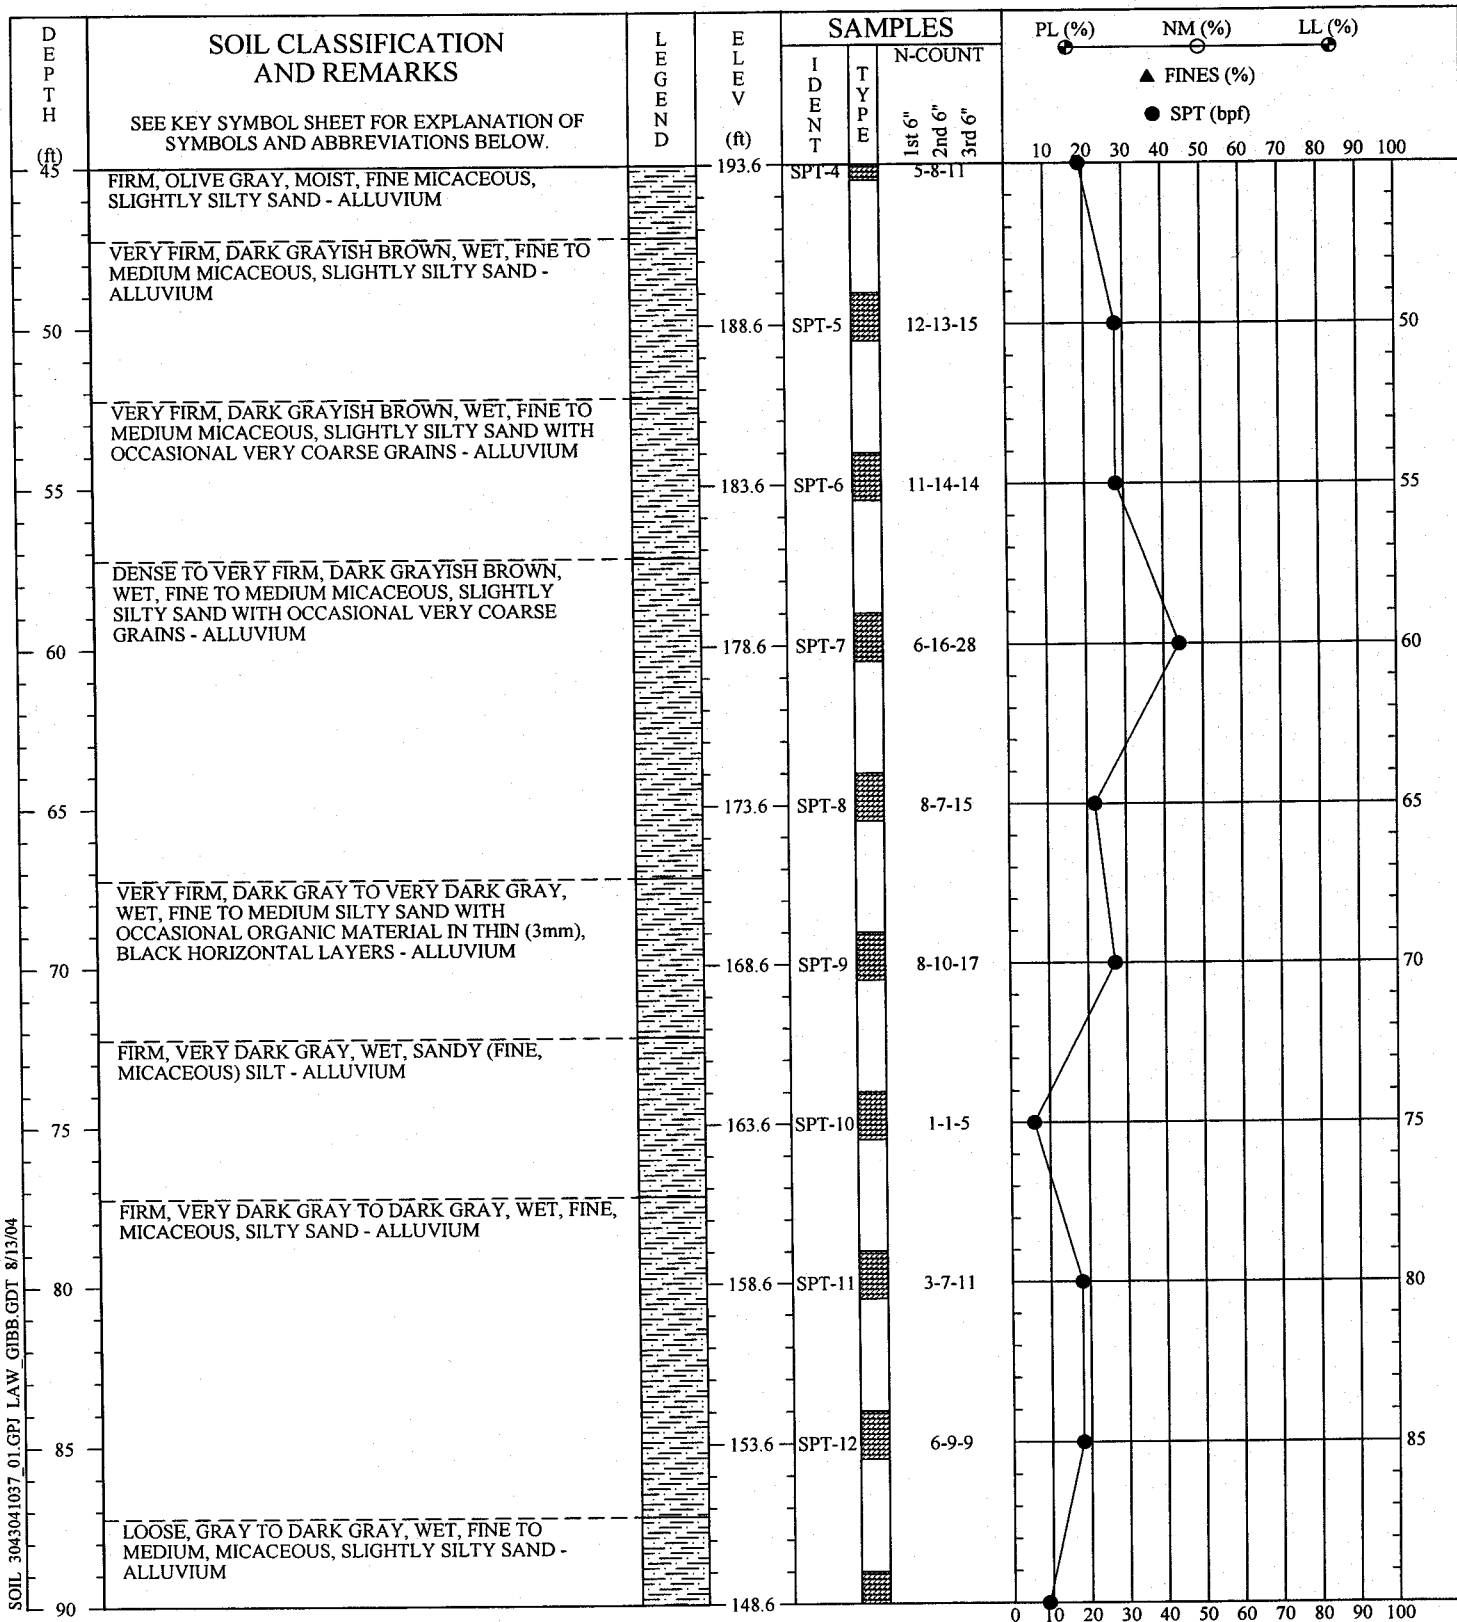 DEPTH
(ft)
SOIL CLASSIFICATION
AND REMARKS
SEE KEY SYMBOL SHEET FOR EXPLANATION OF
SYMBOLS AND ABBREVIATIONS BELOW.
LEGEND
ELEV
(ft)
SAMPLES
IDENT
TYPE
N-COUNT
1st 6"
2nd 6"
3rd 6"
PL (%) NM (%) LL (%)
▲ FINES (%)
● SPT (bpf)
10 20 30 40 50 60 70 80 90 100
45
FIRM, OLIVE GRAY, MOIST, FINE MICACEOUS,
SLIGHTLY SILTY SAND - ALLUVIUM
193.6 SPT-4 5-8-11
VERY FIRM, DARK GRAYISH BROWN, WET, FINE TO
MEDIUM MICACEOUS, SLIGHTLY SILTY SAND -
ALLUVIUM
50 188.6 SPT-5 12-13-15 50
VERY FIRM, DARK GRAYISH BROWN, WET, FINE TO
MEDIUM MICACEOUS, SLIGHTLY SILTY SAND WITH
OCCASIONAL VERY COARSE GRAINS - ALLUVIUM
55 183.6 SPT-6 11-14-14 55
DENSE TO VERY FIRM, DARK GRAYISH BROWN,
WET, FINE TO MEDIUM MICACEOUS, SLIGHTLY
SILTY SAND WITH OCCASIONAL VERY COARSE
GRAINS - ALLUVIUM
60 178.6 SPT-7 6-16-28 60
65 173.6 SPT-8 8-7-15 65
VERY FIRM, DARK GRAY TO VERY DARK GRAY,
WET, FINE TO MEDIUM SILTY SAND WITH
OCCASIONAL ORGANIC MATERIAL IN THIN (3mm),
BLACK HORIZONTAL LAYERS - ALLUVIUM
70 168.6 SPT-9 8-10-17 70
FIRM, VERY DARK GRAY, WET, SANDY (FINE,
MICACEOUS) SILT - ALLUVIUM
75 163.6 SPT-10 1-1-5 75
FIRM, VERY DARK GRAY TO DARK GRAY, WET, FINE,
MICACEOUS, SILTY SAND - ALLUVIUM
80 158.6 SPT-11 3-7-11 80
85 153.6 SPT-12 6-9-9 85
LOOSE, GRAY TO DARK GRAY, WET, FINE TO
MEDIUM, MICACEOUS, SLIGHTLY SILTY SAND -
ALLUVIUM
90 148.6
0 10 20 30 40 50 60 70 80 90 100
SOIL 3043041037_01.GPJ LAW_GIBB.GDT 8/13/04